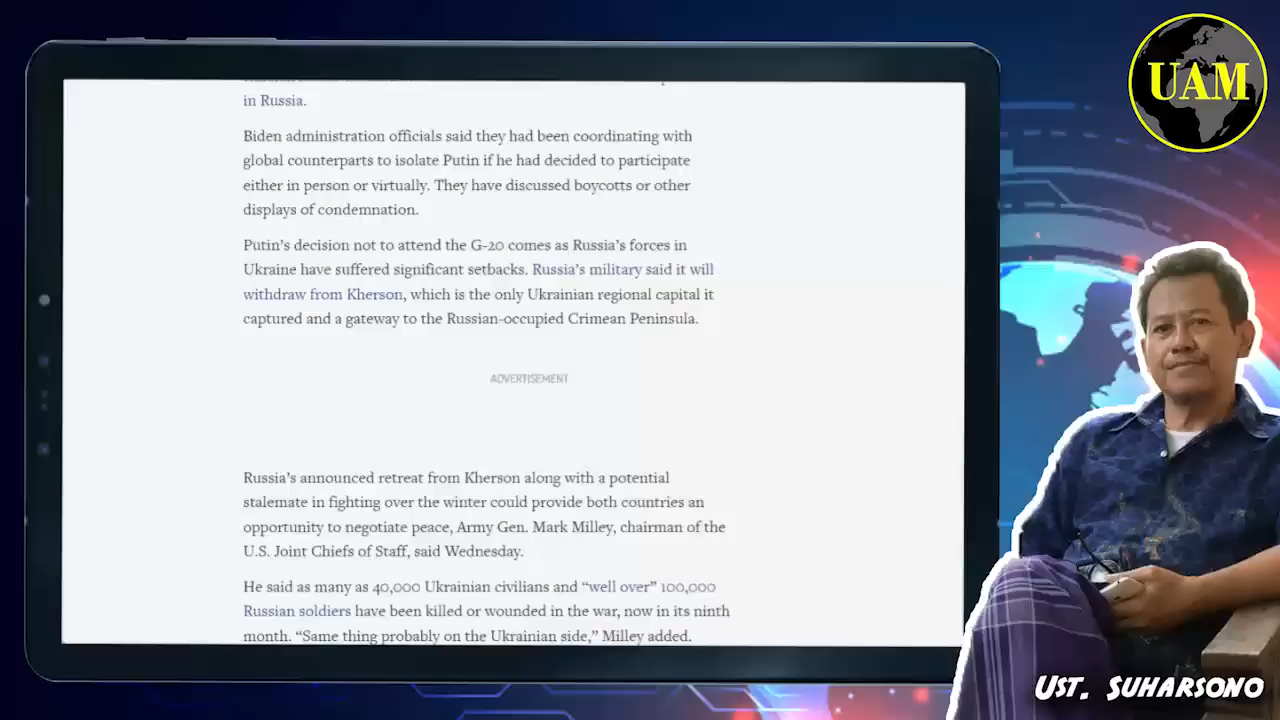 in Russia.
Biden administration officials said they had been coordinating with
global counterparts to isolate Putin if he had decided to participate
either in person or virtually. They have discussed boycotts or other
displays of condemnation.
Putin’s decision not to attend the G-20 comes as Russia’s forces in
Ukraine have suffered significant setbacks. Russia’s military said it will
withdraw from Kherson, which is the only Ukrainian regional capital it
captured and a gateway to the Russian-occupied Crimean Peninsula.
ADVERTISEMENT
Russia’s announced retreat from Kherson along with a potential
stalemate in fighting over the winter could provide both countries an
opportunity to negotiate peace, Army Gen. Mark Milley, chairman of the
U.S. Joint Chiefs of Staff, said Wednesday.
He said as many as 40,000 Ukrainian civilians and “well over” 100,000
Russian soldiers have been killed or wounded in the war, now in its ninth
month. “Same thing probably on the Ukrainian side,” Milley added.
UAM
UST. SUHARSONO